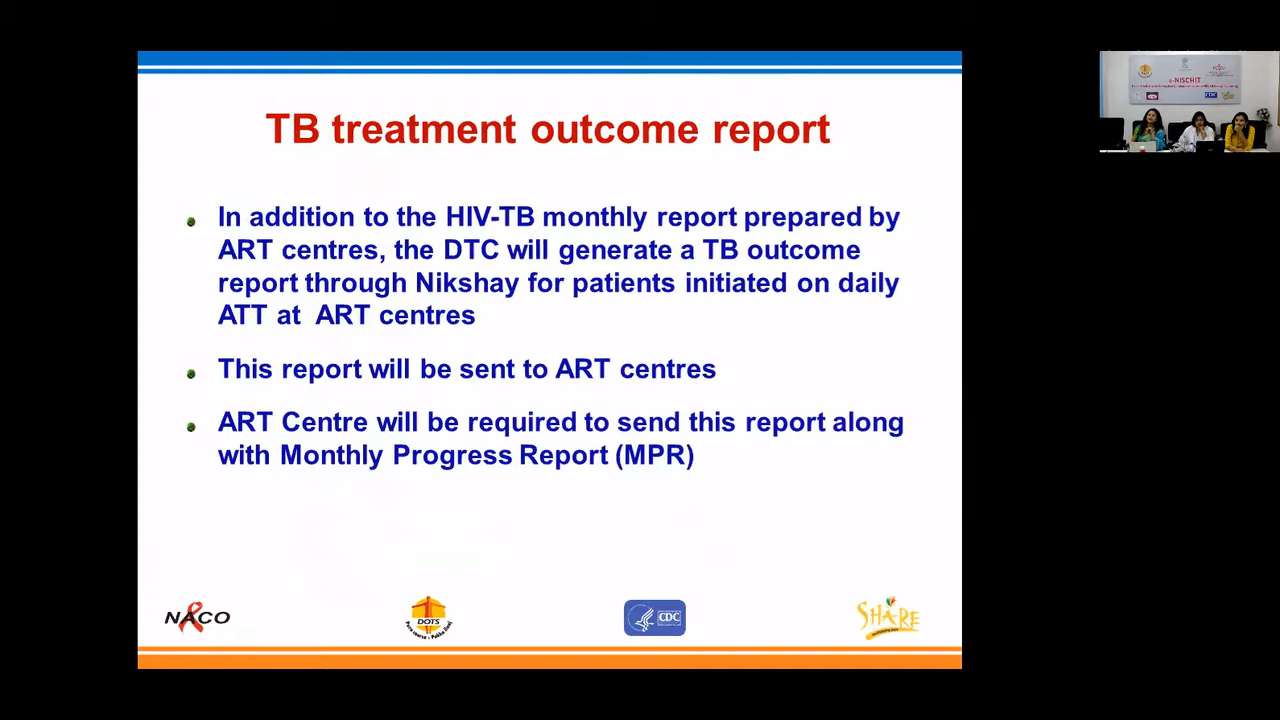 TB treatment outcome report
In addition to the HIV-TB monthly report prepared by
ART centres, the DTC will generate a TB outcome
report through Nikshay for patients initiated on daily
ATT at  ART centres
This report will be sent to ART centres
ART Centre will be required to send this report along
with Monthly Progress Report (MPR)
NACO
DOTS
CDC
SHARE
e-NISCHIT